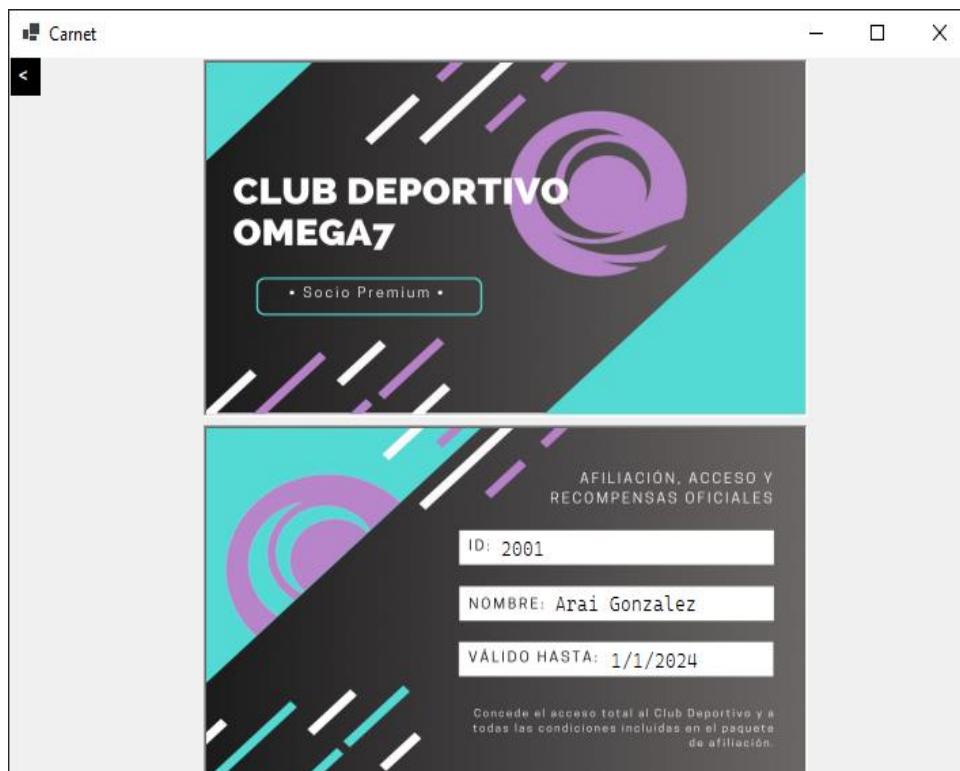 Carnet
<
CLUB DEPORTIVO
OMEGA7
• Socio Premium •
AFILIACIÓN, ACCESO Y
RECOMPENSAS OFICIALES
ID: 2001
NOMBRE: Arai Gonzalez
VÁLIDO HASTA: 1/1/2024
Concede el acceso total al Club Deportivo y a
todas las condiciones incluidas en el paquete
de afiliación.